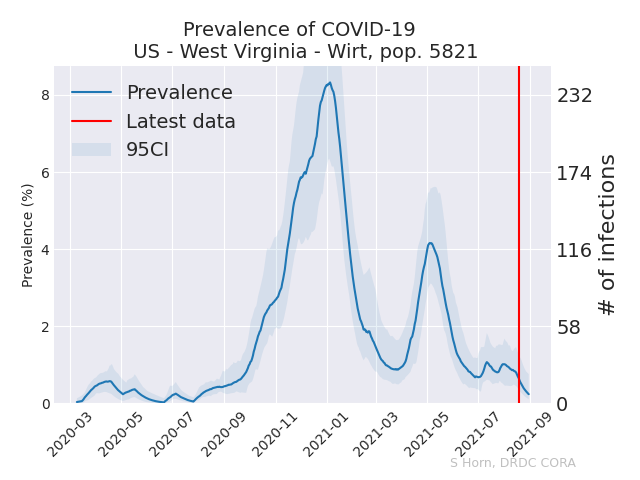 Prevalence of COVID-19
US - West Virginia - Wirt, pop. 5821
Prevalence
Latest data
95CI
Prevalence (%)
8
6
4
2
0
232
174
116
58
0
# of infections
2020-03
2020-05
2020-07
2020-09
2020-11
2021-01
2021-03
2021-05
2021-07
2021-09
S Horn, DRDC CORA